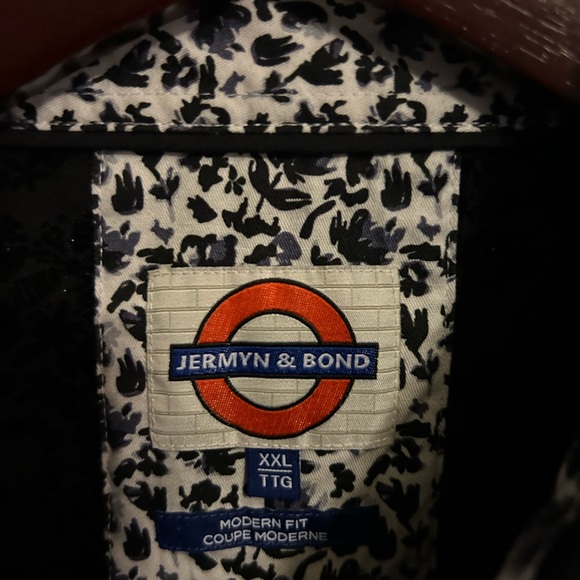 JERMYN & BOND
XXL
TTG
MODERN FIT
COUPE MODERNE